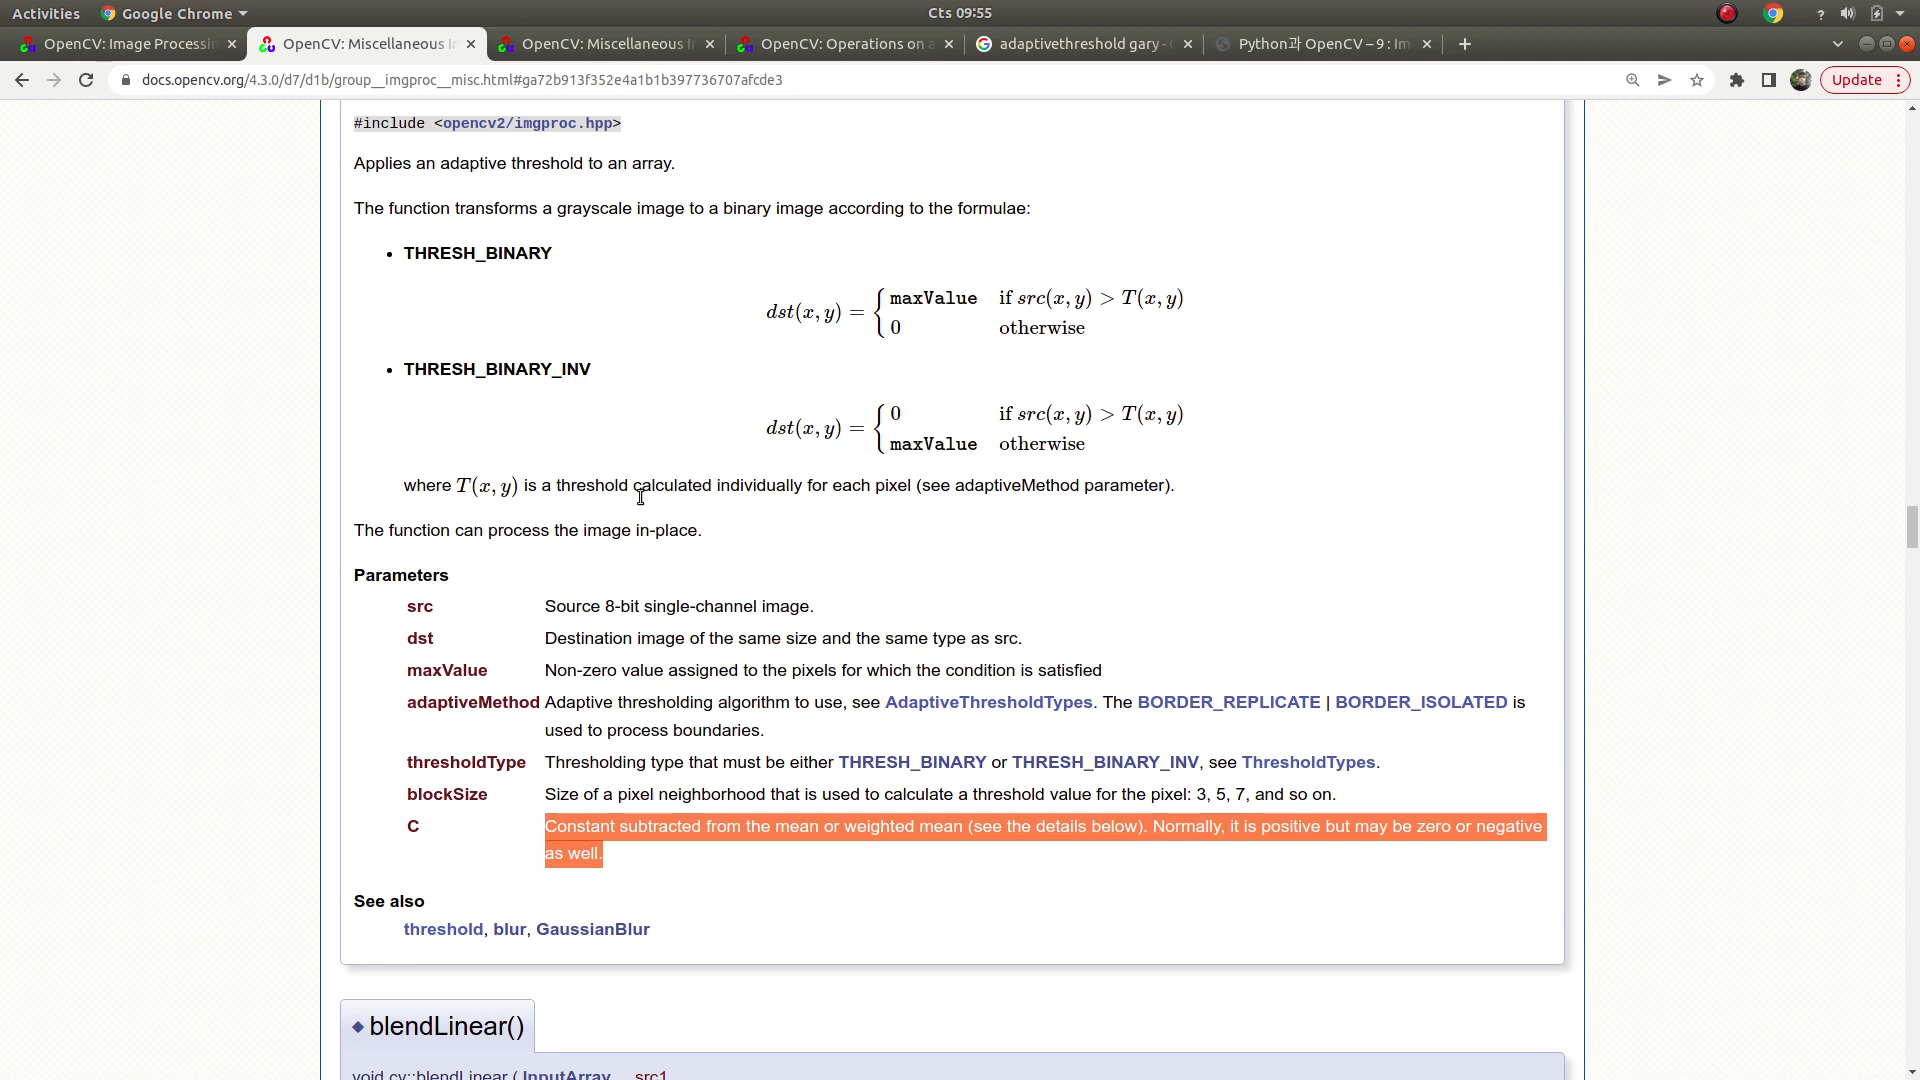 Activities Google Chrome Cts 09:55 ?
OpenCV: Image Processin OpenCV: Miscellaneous I OpenCV: Miscellaneous I OpenCV: Operations on a adaptivethreshold gary - Python과 OpenCV – 9 : Im
docs.opencv.org/4.3.0/d7/d1b/group__imgproc__misc.html#ga72b913f352e4a1b1b397736707afcde3 Update
#include <opencv2/imgproc.hpp>
Applies an adaptive threshold to an array.
The function transforms a grayscale image to a binary image according to the formulae:
• THRESH_BINARY
dst(x, y) = { maxValue if src(x, y) > T(x, y)
0 otherwise
• THRESH_BINARY_INV
dst(x, y) = { 0 if src(x, y) > T(x, y)
maxValue otherwise
where T(x, y) is a threshold calculated individually for each pixel (see adaptiveMethod parameter).
The function can process the image in-place.
Parameters
src Source 8-bit single-channel image.
dst Destination image of the same size and the same type as src.
maxValue Non-zero value assigned to the pixels for which the condition is satisfied
adaptiveMethod Adaptive thresholding algorithm to use, see AdaptiveThresholdTypes. The BORDER_REPLICATE | BORDER_ISOLATED is
used to process boundaries.
thresholdType Thresholding type that must be either THRESH_BINARY or THRESH_BINARY_INV, see ThresholdTypes.
blockSize Size of a pixel neighborhood that is used to calculate a threshold value for the pixel: 3, 5, 7, and so on.
C Constant subtracted from the mean or weighted mean (see the details below). Normally, it is positive but may be zero or negative
as well.
See also
threshold, blur, GaussianBlur
◆ blendLinear()
void cv::blendLinear ( InputArray src1